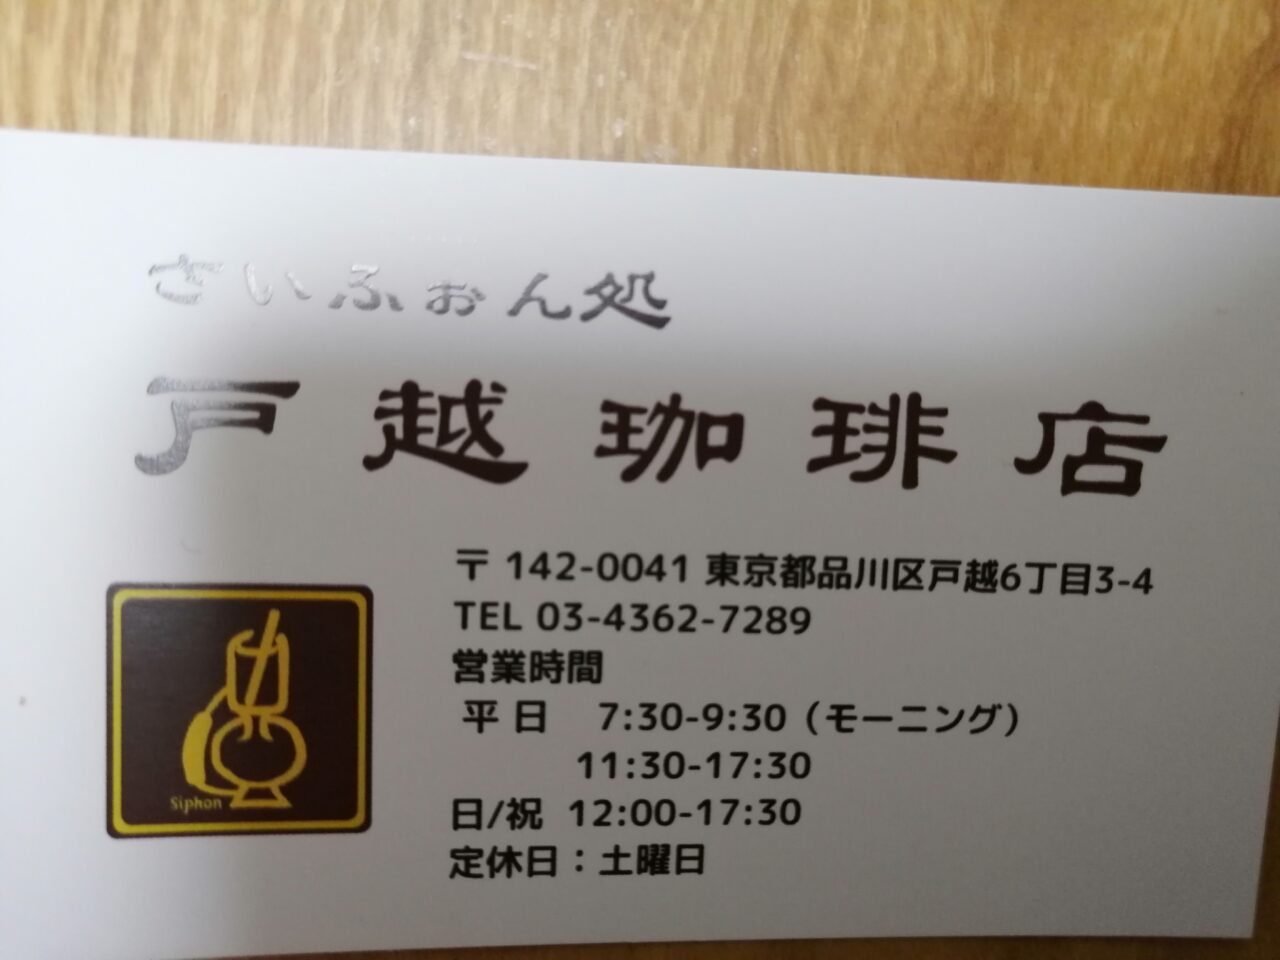 さいふぉん処
戸越珈琲店
〒142-0041 東京都品川区戸越6丁目3-4
TEL 03-4362-7289
営業時間
平日 7:30-9:30（モーニング）
11:30-17:30
日/祝 12:00-17:30
定休日：土曜日
Siphon